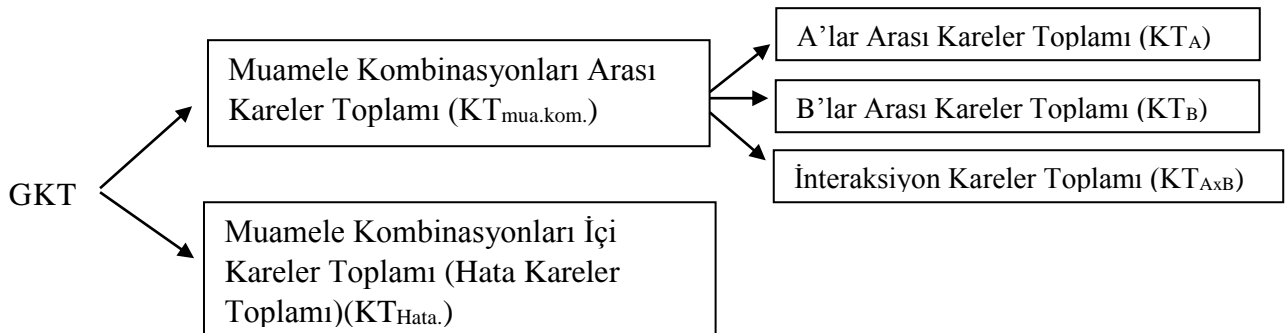 GKT
Muamele Kombinasyonları Arası
Kareler Toplamı (KTmua.kom.)
Muamele Kombinasyonları İçi
Kareler Toplamı (Hata Kareler
Toplamı)(KTHata.)
A’lar Arası Kareler Toplamı (KTA)
B’lar Arası Kareler Toplamı (KTB)
İnteraksiyon Kareler Toplamı (KTAxB)